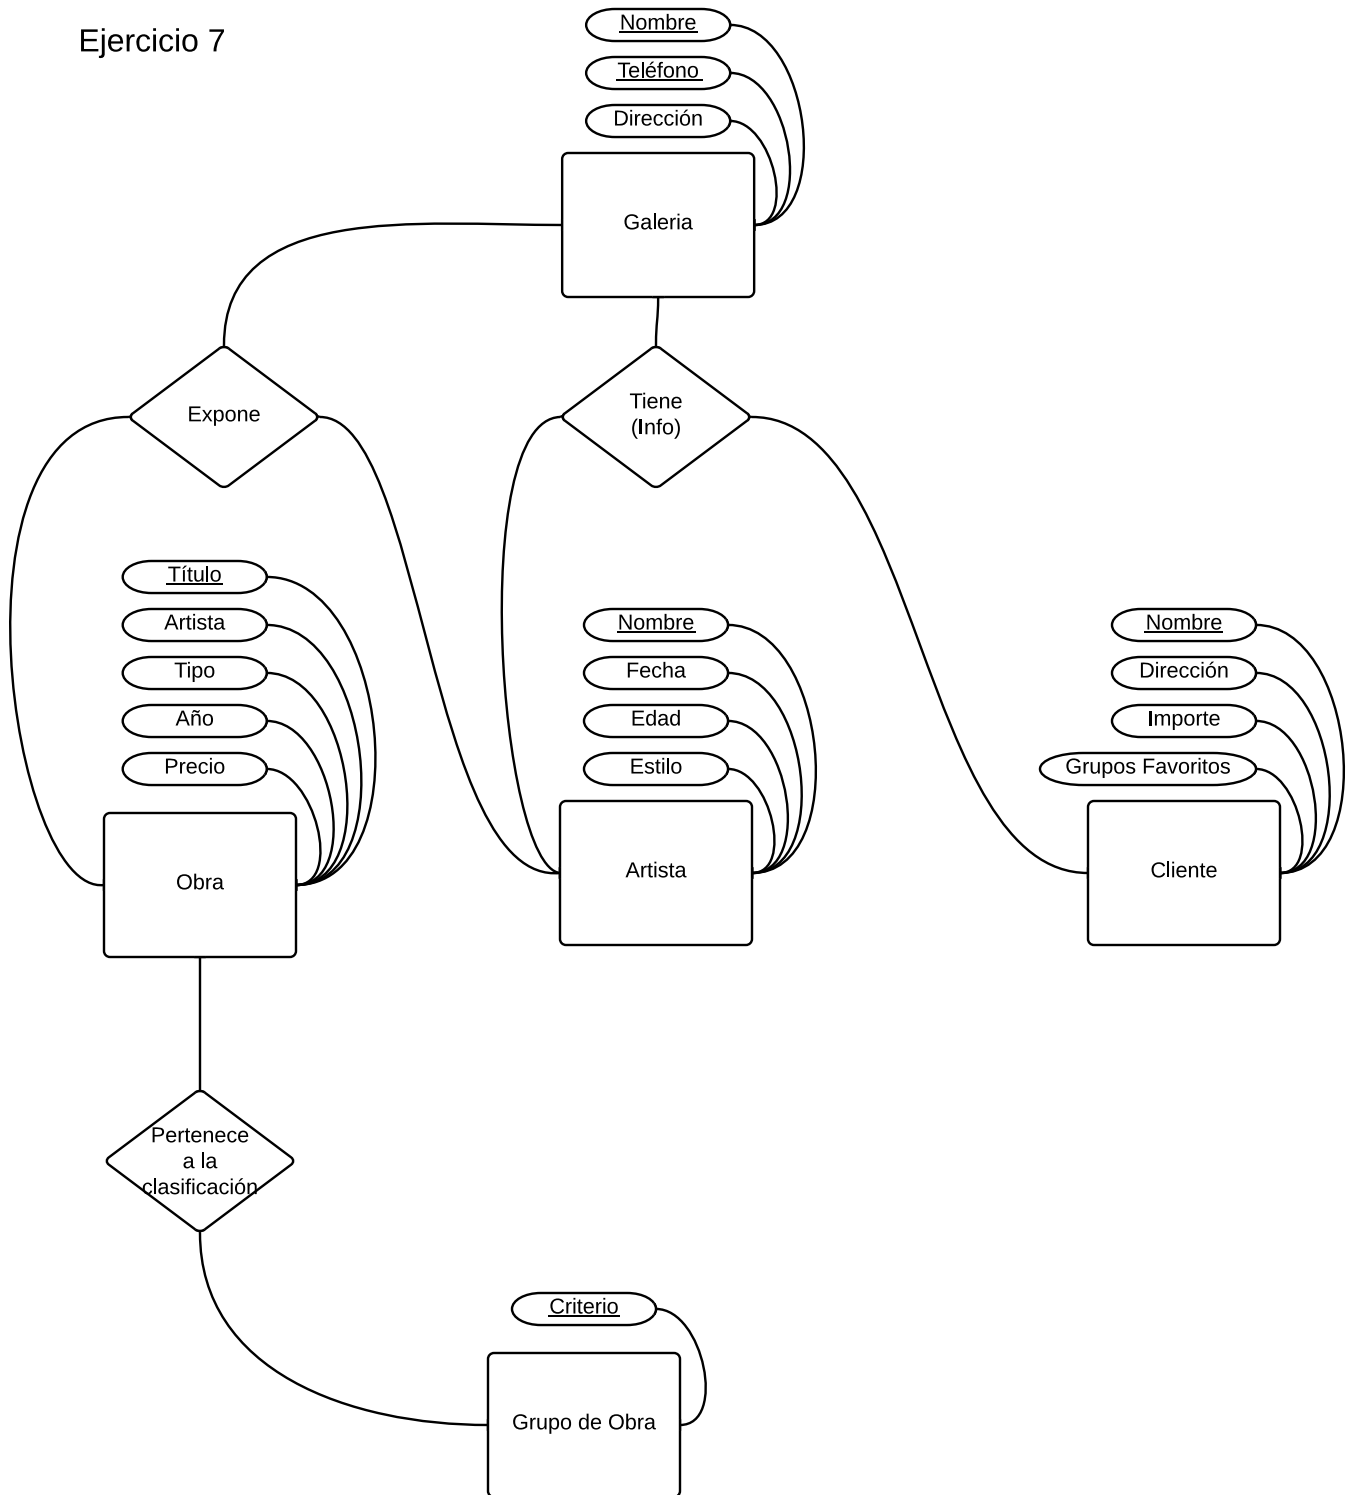 Ejercicio 7
Nombre
Teléfono
Dirección
Galeria
Expone
Tiene
(Info)
Título
Artista
Tipo
Año
Precio
Obra
Nombre
Fecha
Edad
Estilo
Artista
Nombre
Dirección
Importe
Grupos Favoritos
Cliente
Pertenece
a la
clasificación
Criterio
Grupo de Obra